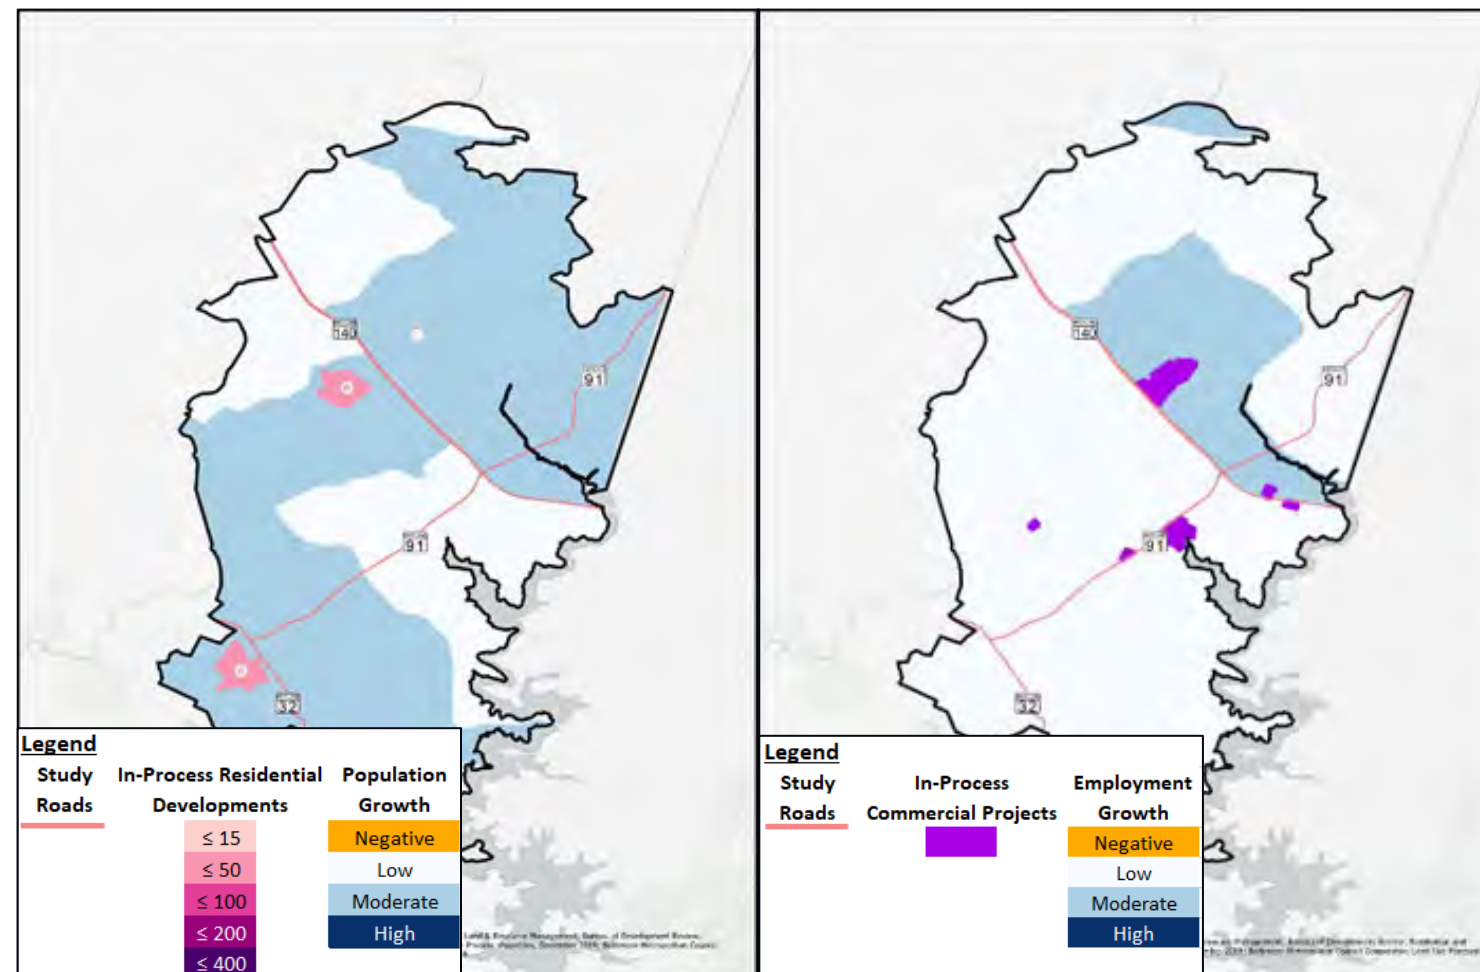 140
91
91
32
Legend
Study Roads
In-Process Residential Developments
Population Growth
≤ 15
≤ 50
≤ 100
≤ 200
≤ 400
Negative
Low
Moderate
High
140
91
91
32
Legend
Study Roads
In-Process Commercial Projects
Employment Growth
Negative
Low
Moderate
High